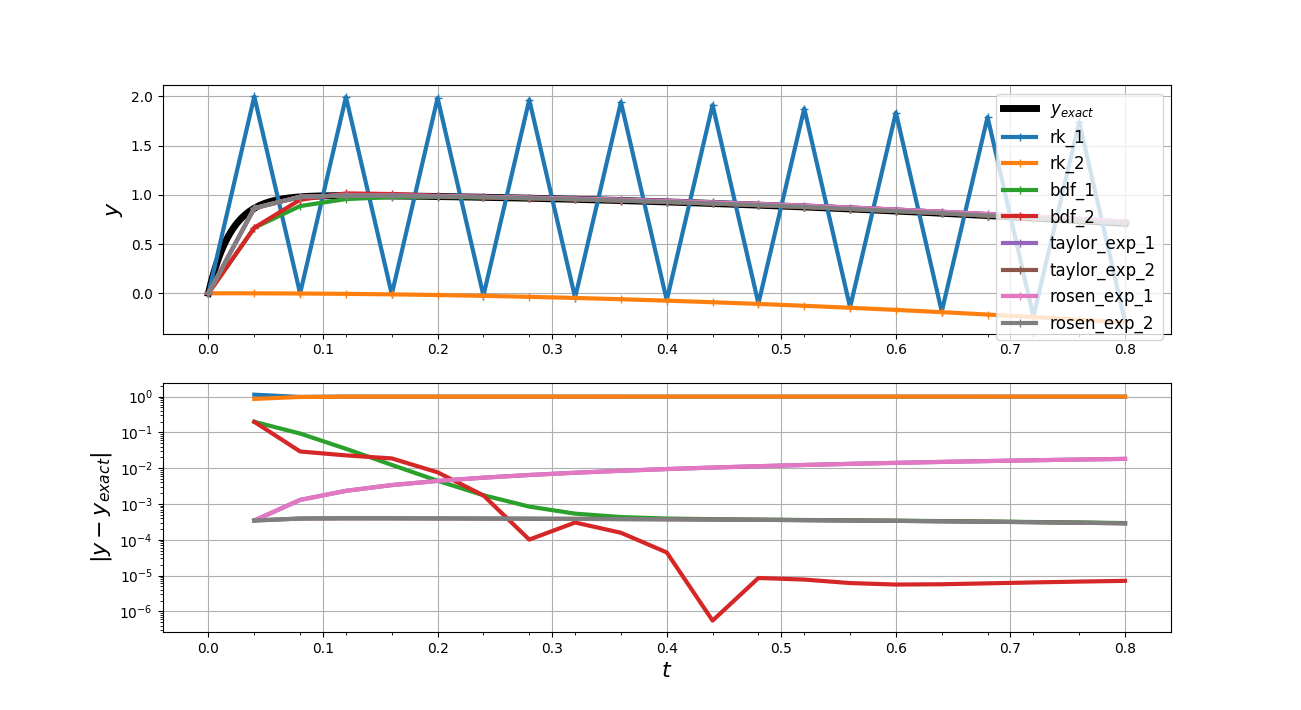 y
2.0
1.5
1.0
0.5
0.0
0.0 0.1 0.2 0.3 0.4 0.5 0.6 0.7 0.8
y_exact
rk_1
rk_2
bdf_1
bdf_2
taylor_exp_1
taylor_exp_2
rosen_exp_1
rosen_exp_2
|y − y_exact|
10⁰
10⁻¹
10⁻²
10⁻³
10⁻⁴
10⁻⁵
10⁻⁶
0.0 0.1 0.2 0.3 0.4 0.5 0.6 0.7 0.8
t